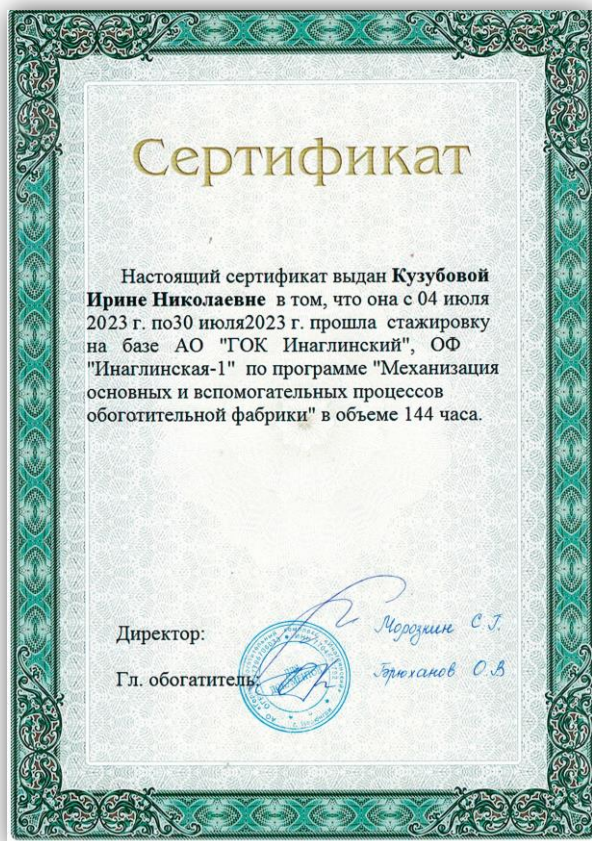 Сертификат
Настоящий сертификат выдан Кузубовой
Ирине Николаевне в том, что она с 04 июля
2023 г. по30 июля2023 г. прошла стажировку
на базе АО "ГОК Инаглинский", ОФ
"Инаглинская-1" по программе "Механизация
основных и вспомогательных процессов
обоготительной фабрики" в объеме 144 часа.
Директор:
Морозкин С.Г.
Гл. обогатитель:
Брюханов О.В